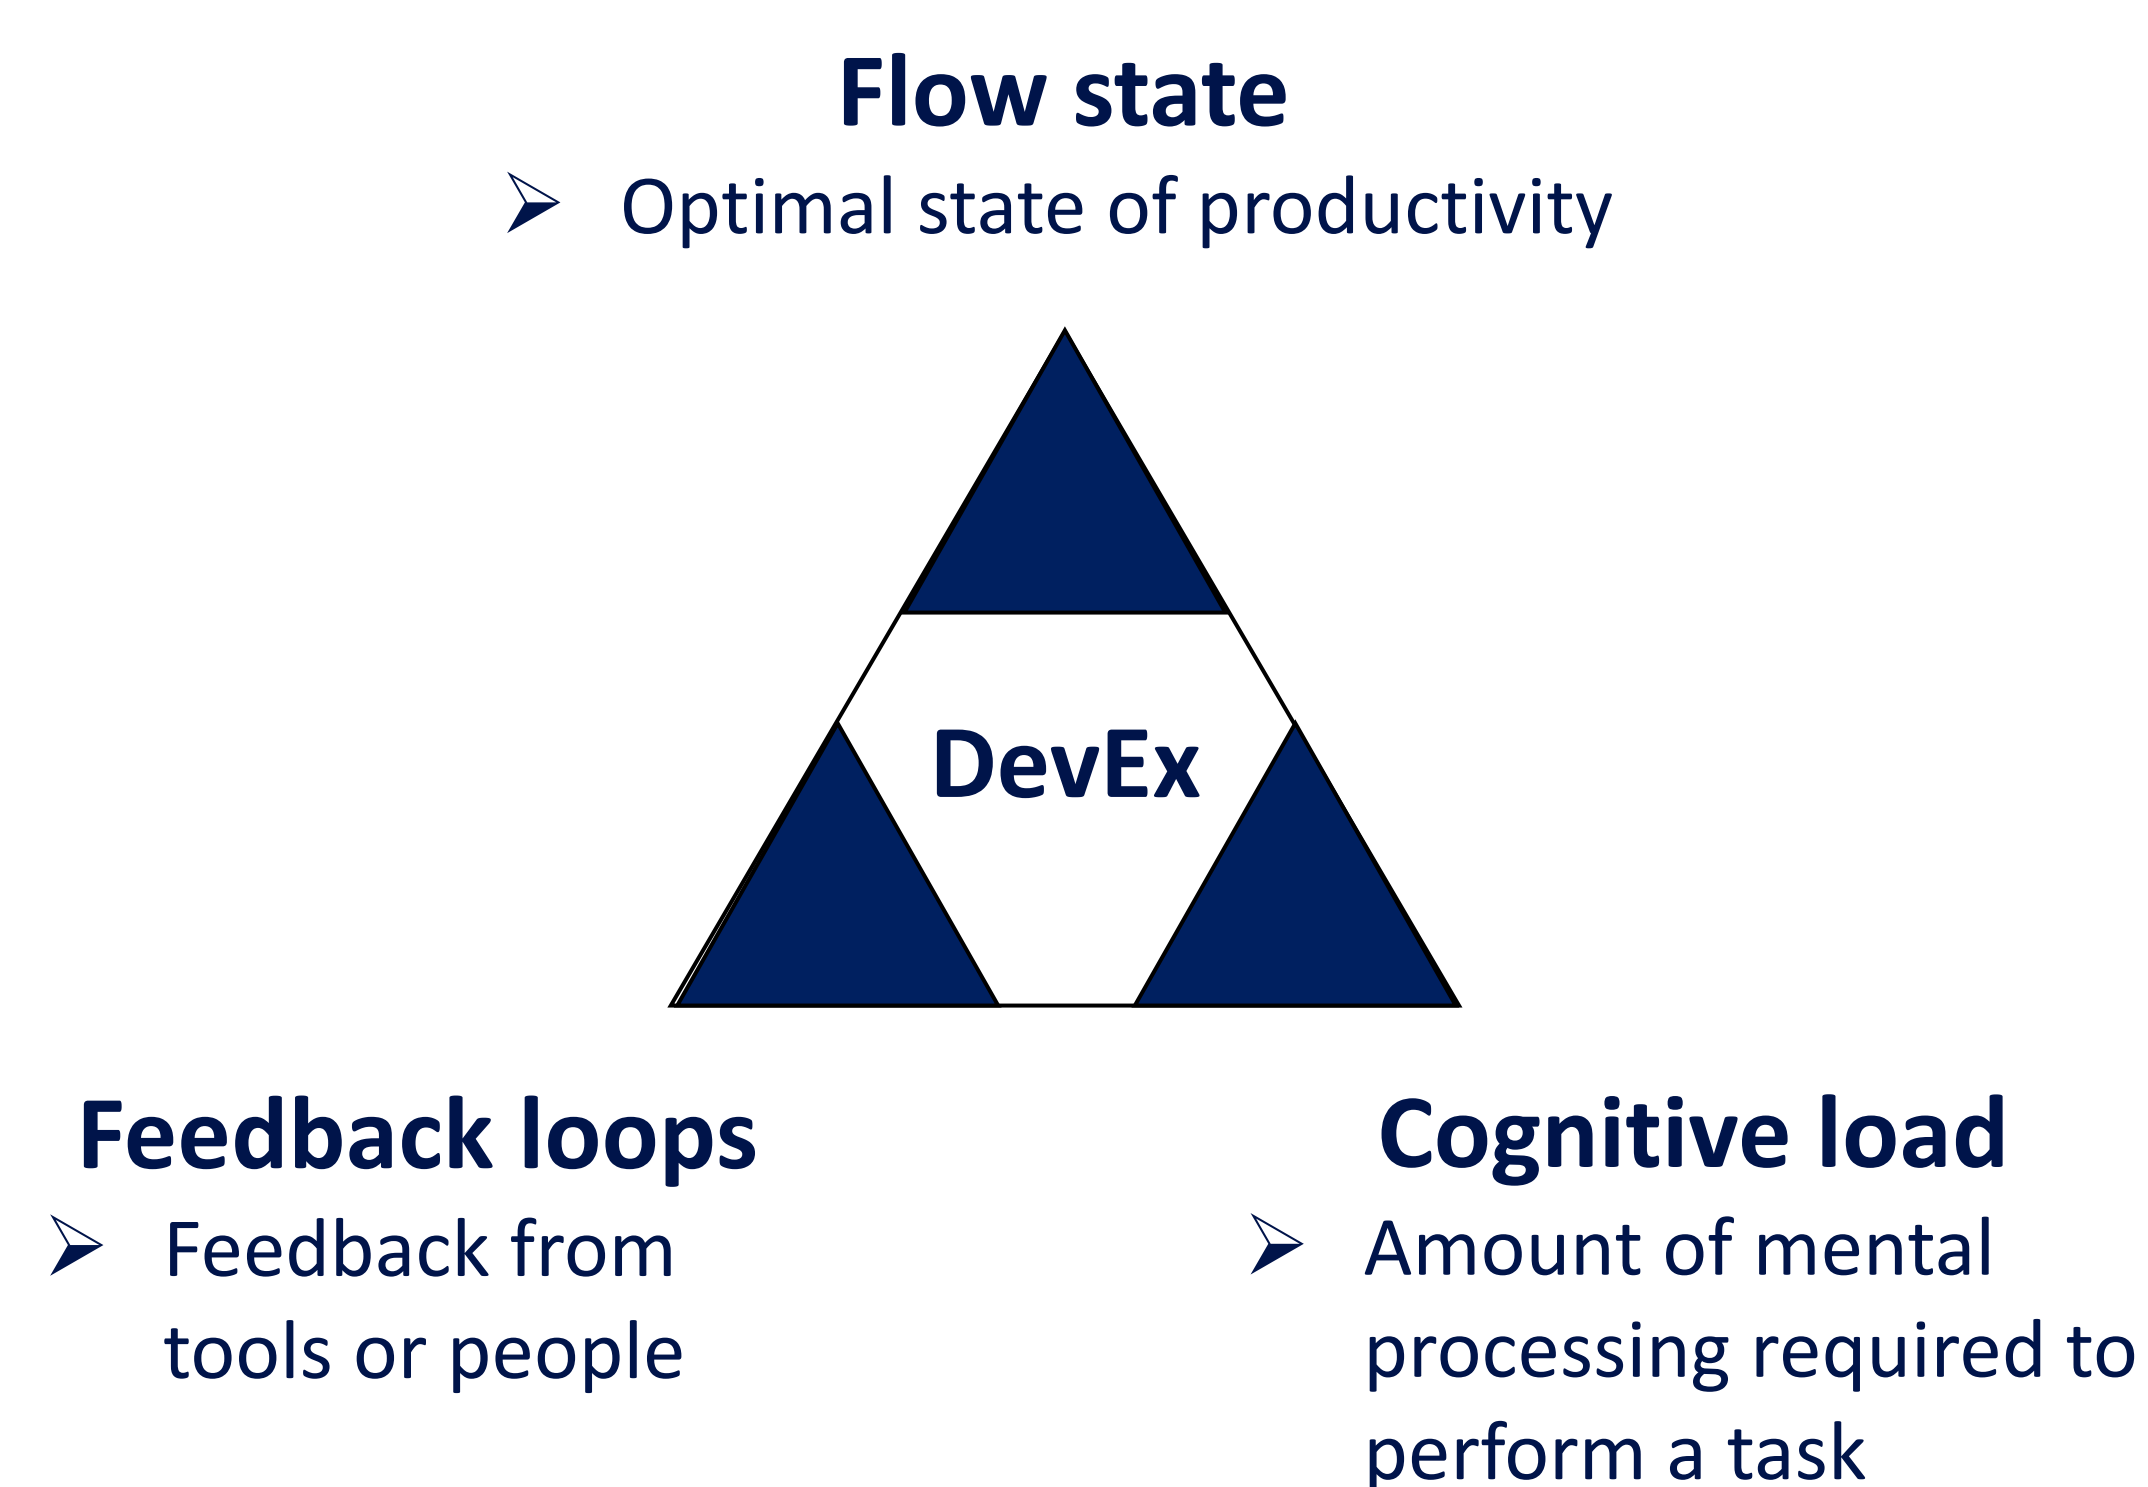 Flow state
Optimal state of productivity
DevEx
Feedback loops
Feedback from
tools or people
Cognitive load
Amount of mental
processing required to
perform a task